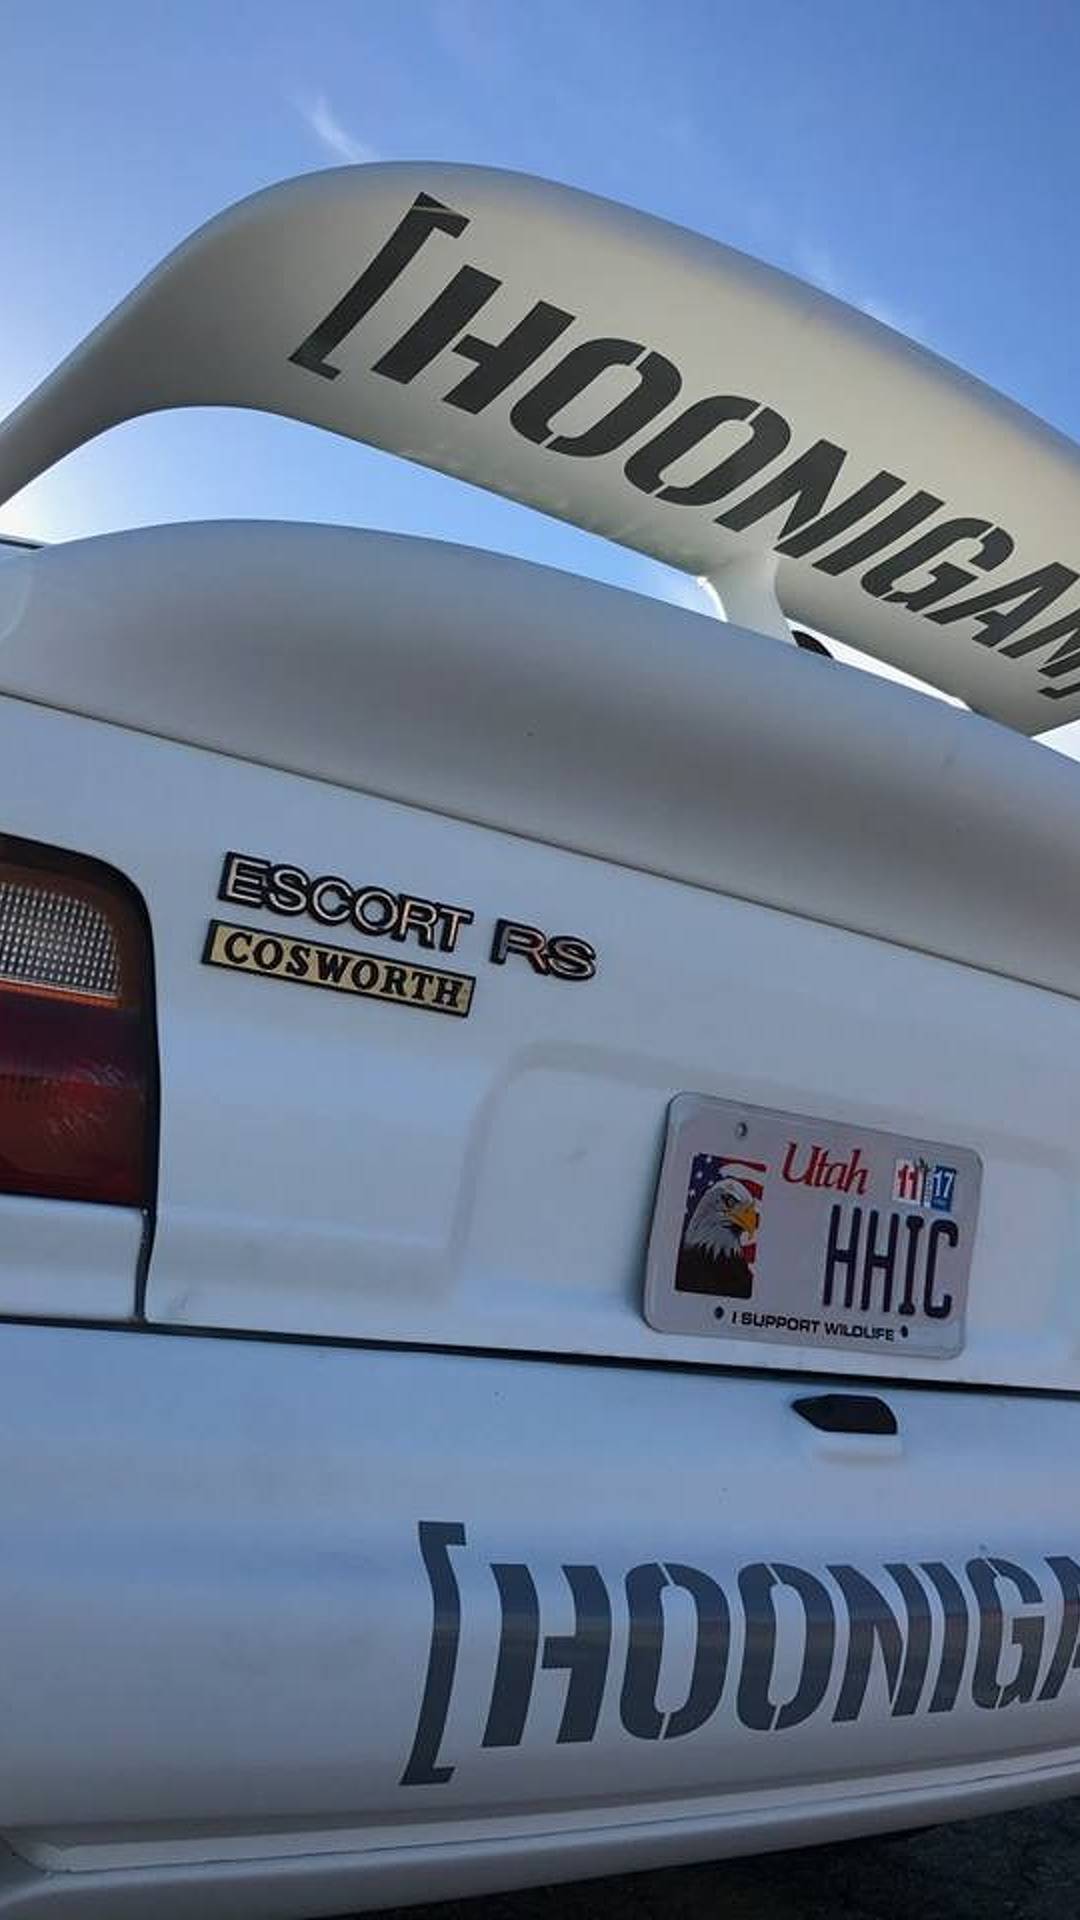 [HOONIGAN]
ESCORT RS
COSWORTH
Utah 11 17
HHIC
I SUPPORT WILDLIFE
[HOONIGA